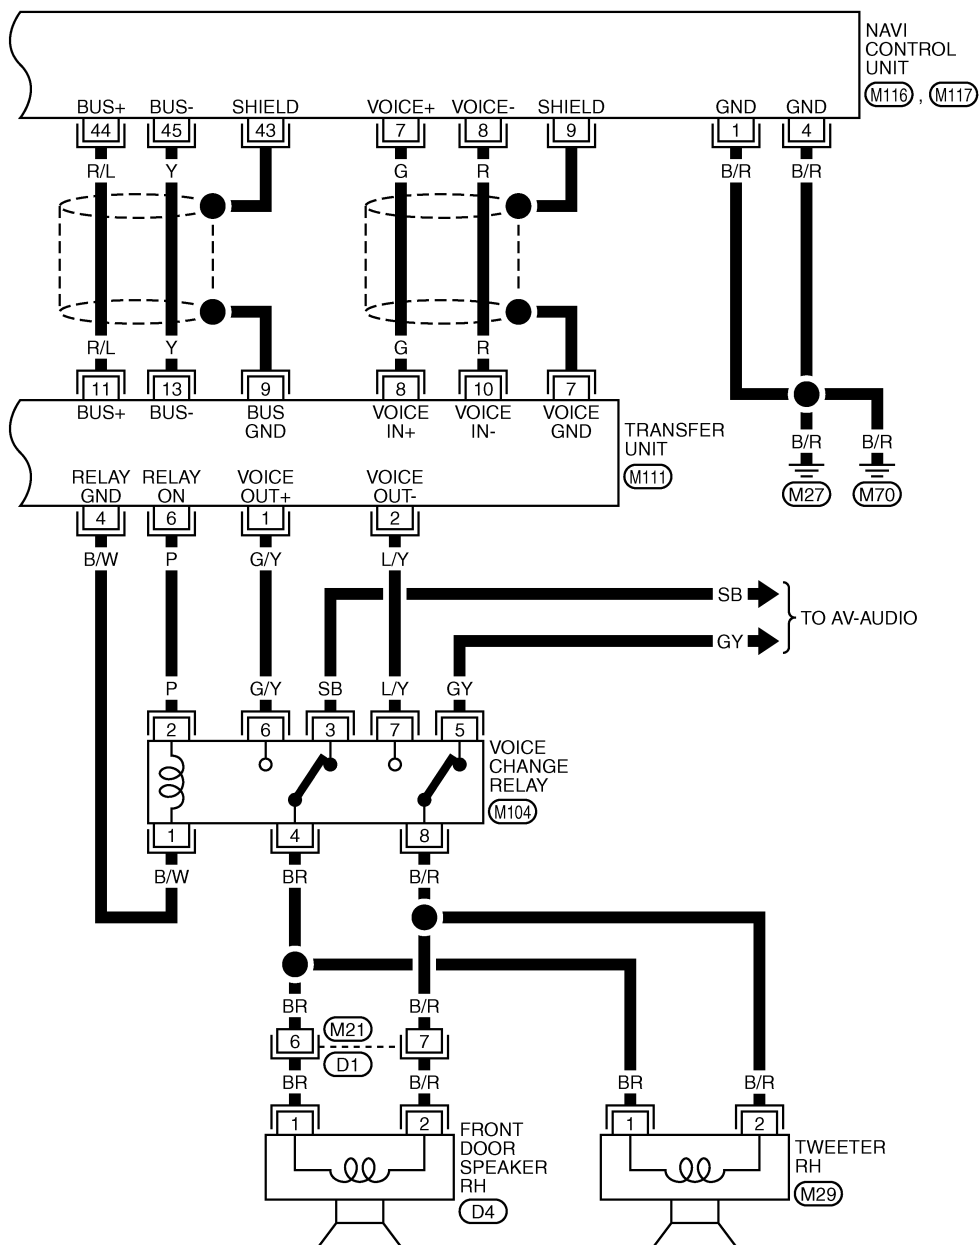 NAVI
CONTROL
UNIT
M116 , M117
BUS+ BUS- SHIELD VOICE+ VOICE- SHIELD GND GND
44 45 43 7 8 9 1 4
R/L Y G R B/R B/R
R/L Y G R
11 13 9 8 10 7
BUS+ BUS- BUS GND VOICE IN+ VOICE IN- VOICE GND
TRANSFER
UNIT
M111
B/R B/R
M27 M70
RELAY GND RELAY ON VOICE OUT+ VOICE OUT-
4 6 1 2
B/W P G/Y L/Y
SB
TO AV-AUDIO
GY
P G/Y SB L/Y GY
2 6 3 7 5
VOICE
CHANGE
RELAY
M104
1 4 8
B/W BR B/R
BR B/R
6 M21 7
D1
BR B/R BR B/R
1 2 1 2
FRONT
DOOR
SPEAKER
RH
D4
TWEETER
RH
M29